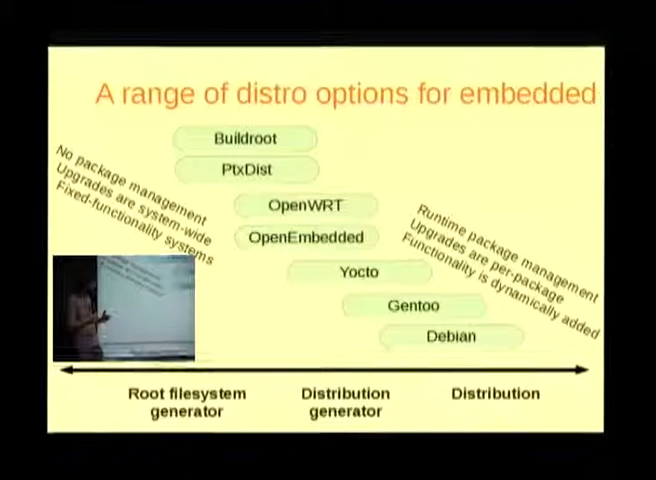 A range of distro options for embedded
Buildroot
PtxDist
No package management
Upgrades are system-wide
Fixed-functionality systems
OpenWRT
OpenEmbedded
Runtime package management
Upgrades are per-package
Functionality is dynamically added
Yocto
Gentoo
Debian
Root filesystem
generator
Distribution
generator
Distribution